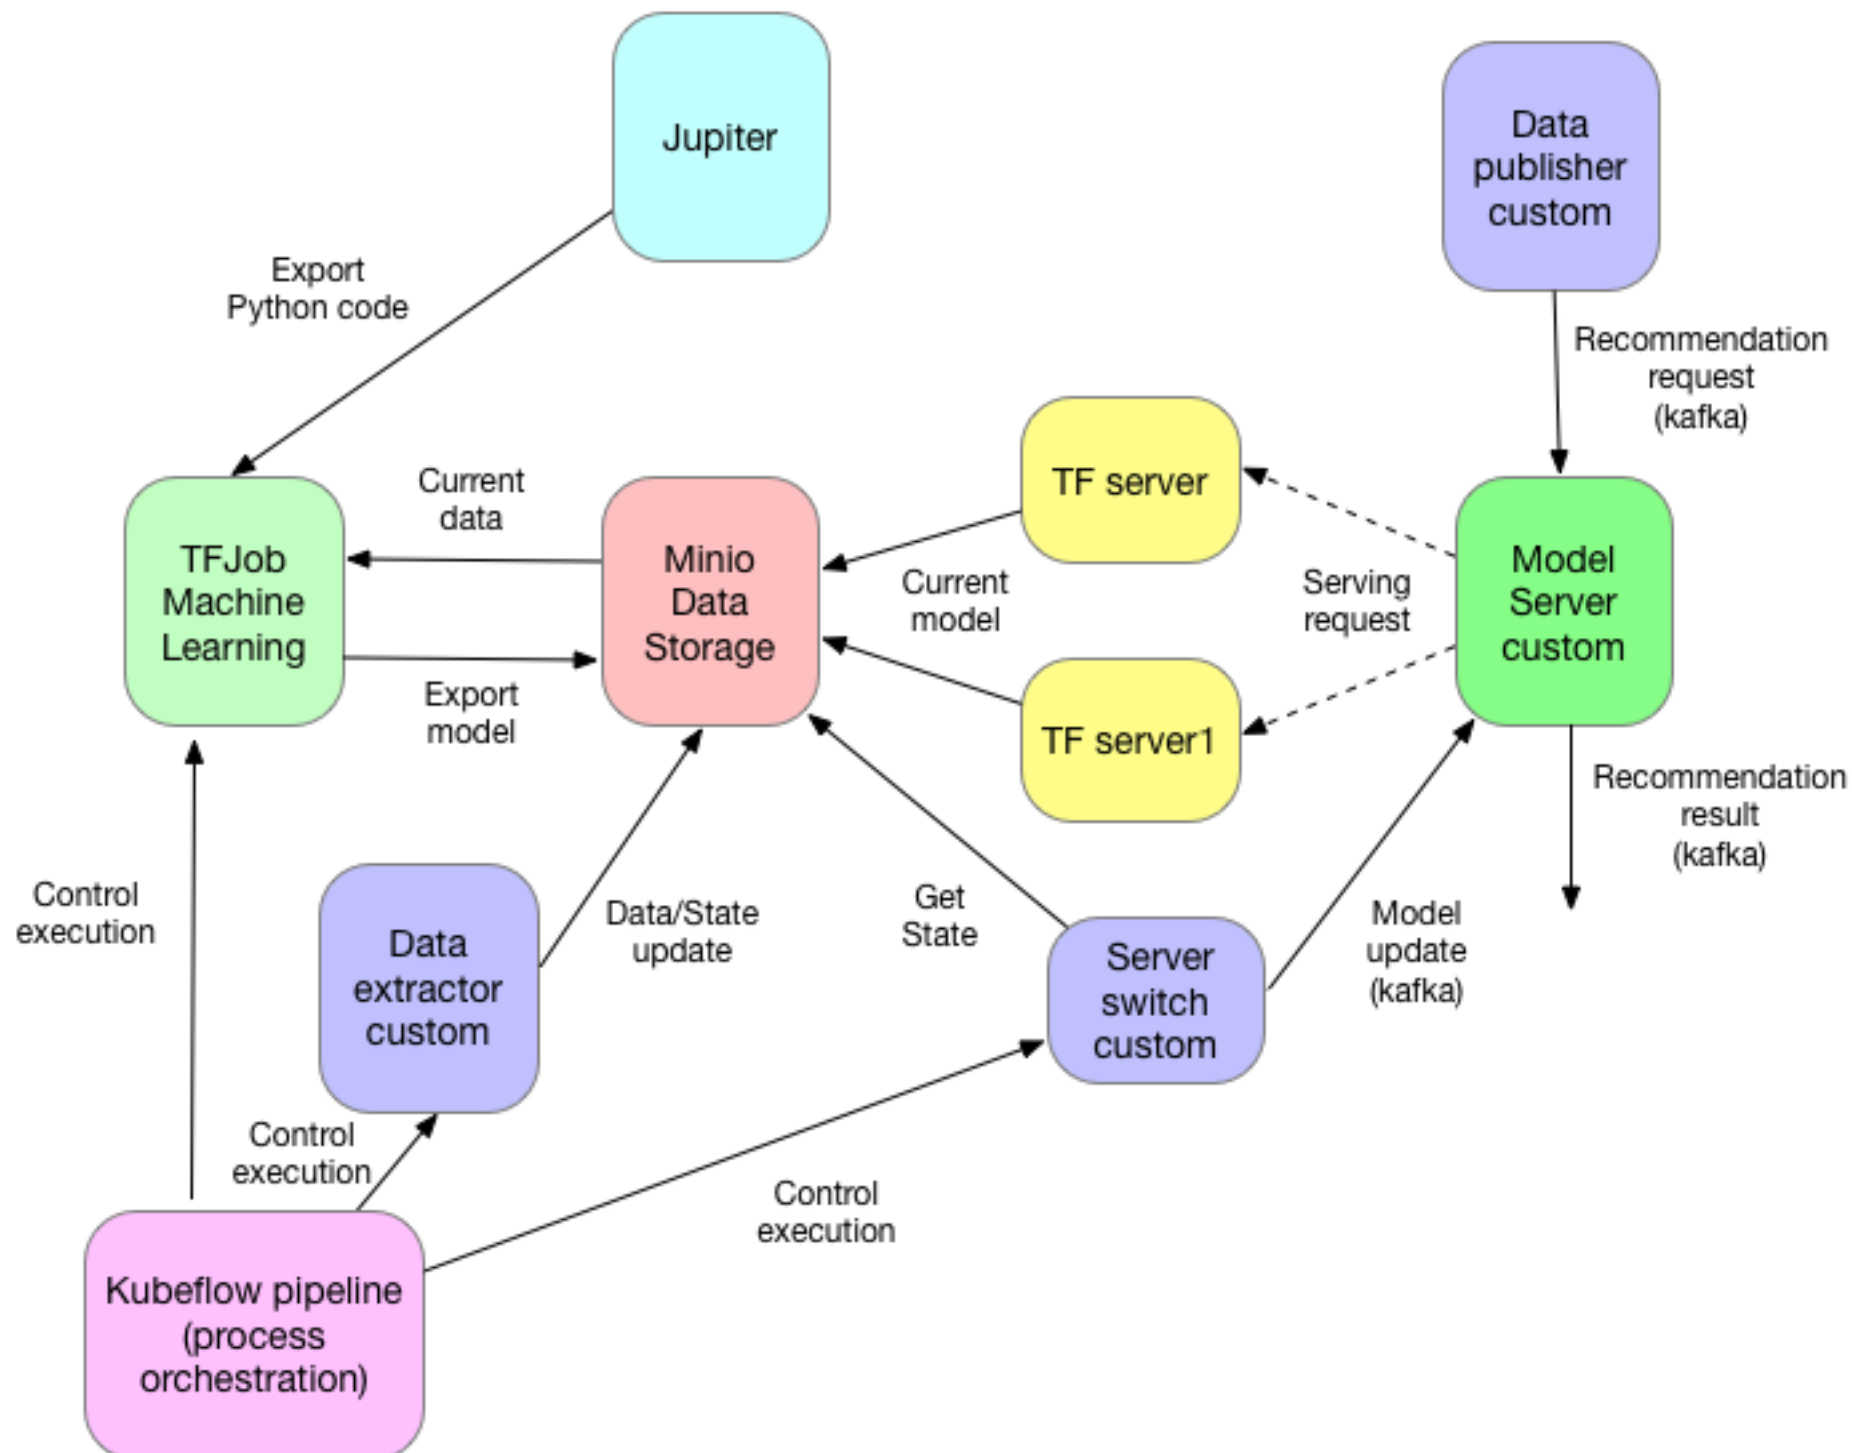 Jupiter
Data
publisher
custom
Export
Python code
Recommendation
request
(kafka)
Current
data
TF server
TFJob
Machine
Learning
Minio
Data
Storage
Current
model
Serving
request
Model
Server
custom
Export
model
TF server1
Recommendation
result
(kafka)
Control
execution
Data
extractor
custom
Data/State
update
Get
State
Server
switch
custom
Model
update
(kafka)
Control
execution
Control
execution
Kubeflow pipeline
(process
orchestration)